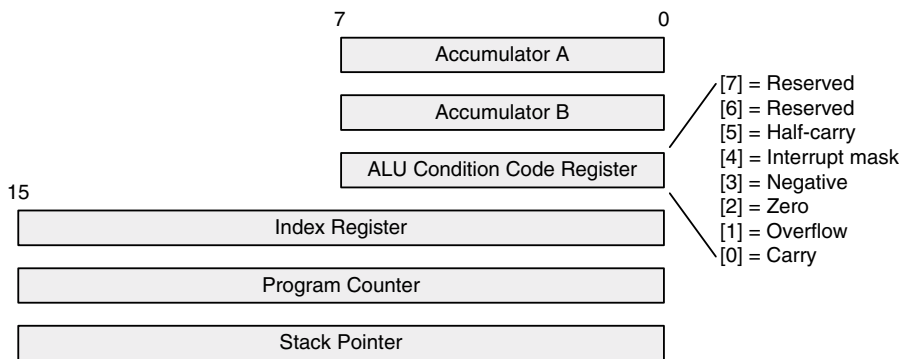 7 0
Accumulator A
Accumulator B
ALU Condition Code Register
[7] = Reserved
[6] = Reserved
[5] = Half-carry
[4] = Interrupt mask
[3] = Negative
[2] = Zero
[1] = Overflow
[0] = Carry
15
Index Register
Program Counter
Stack Pointer